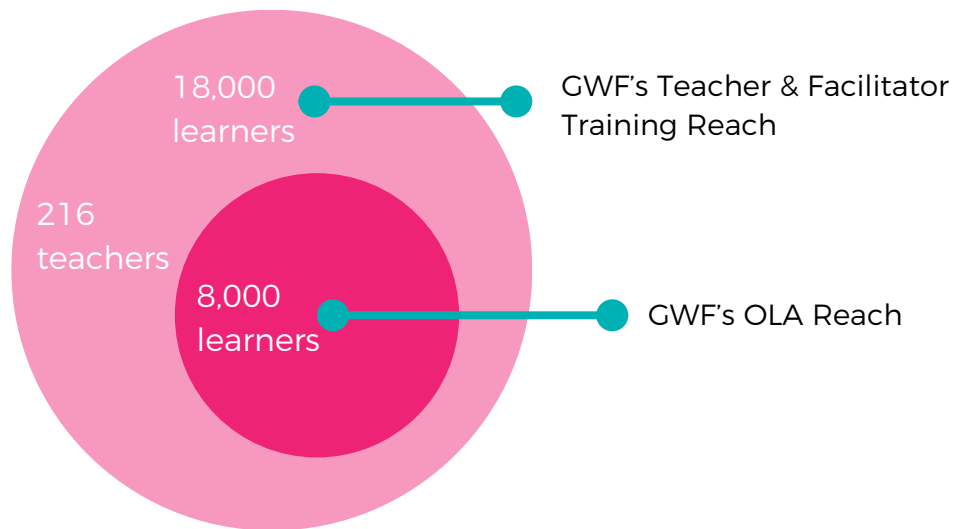 18,000
learners
GWF’s Teacher & Facilitator
Training Reach
216
teachers
8,000
learners
GWF’s OLA Reach